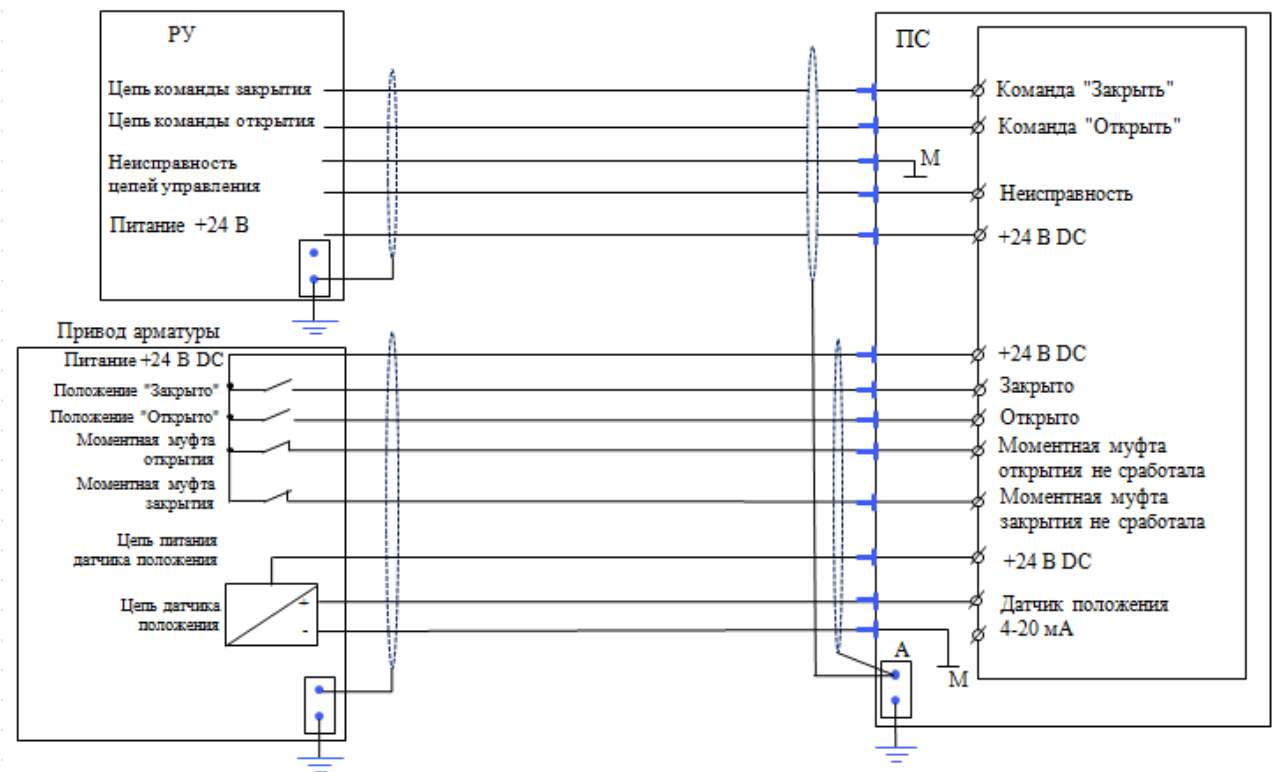 РУ
Цепь команды закрытия
Цепь команды открытия
Неисправность
цепей управления
Питание +24 В
Привод арматуры
Питание +24 В DC
Положение "Закрыто"
Положение "Открыто"
Моментная муфта
открытия
Моментная муфта
закрытия
Цепь питания
датчика положения
Цепь датчика
положения
+
-
ПС
Команда "Закрыть"
Команда "Открыть"
М
Неисправность
+24 В DC
+24 В DC
Закрыто
Открыто
Моментная муфта
открытия не сработала
Моментная муфта
закрытия не сработала
+24 В DC
Датчик положения
4-20 мА
А
М